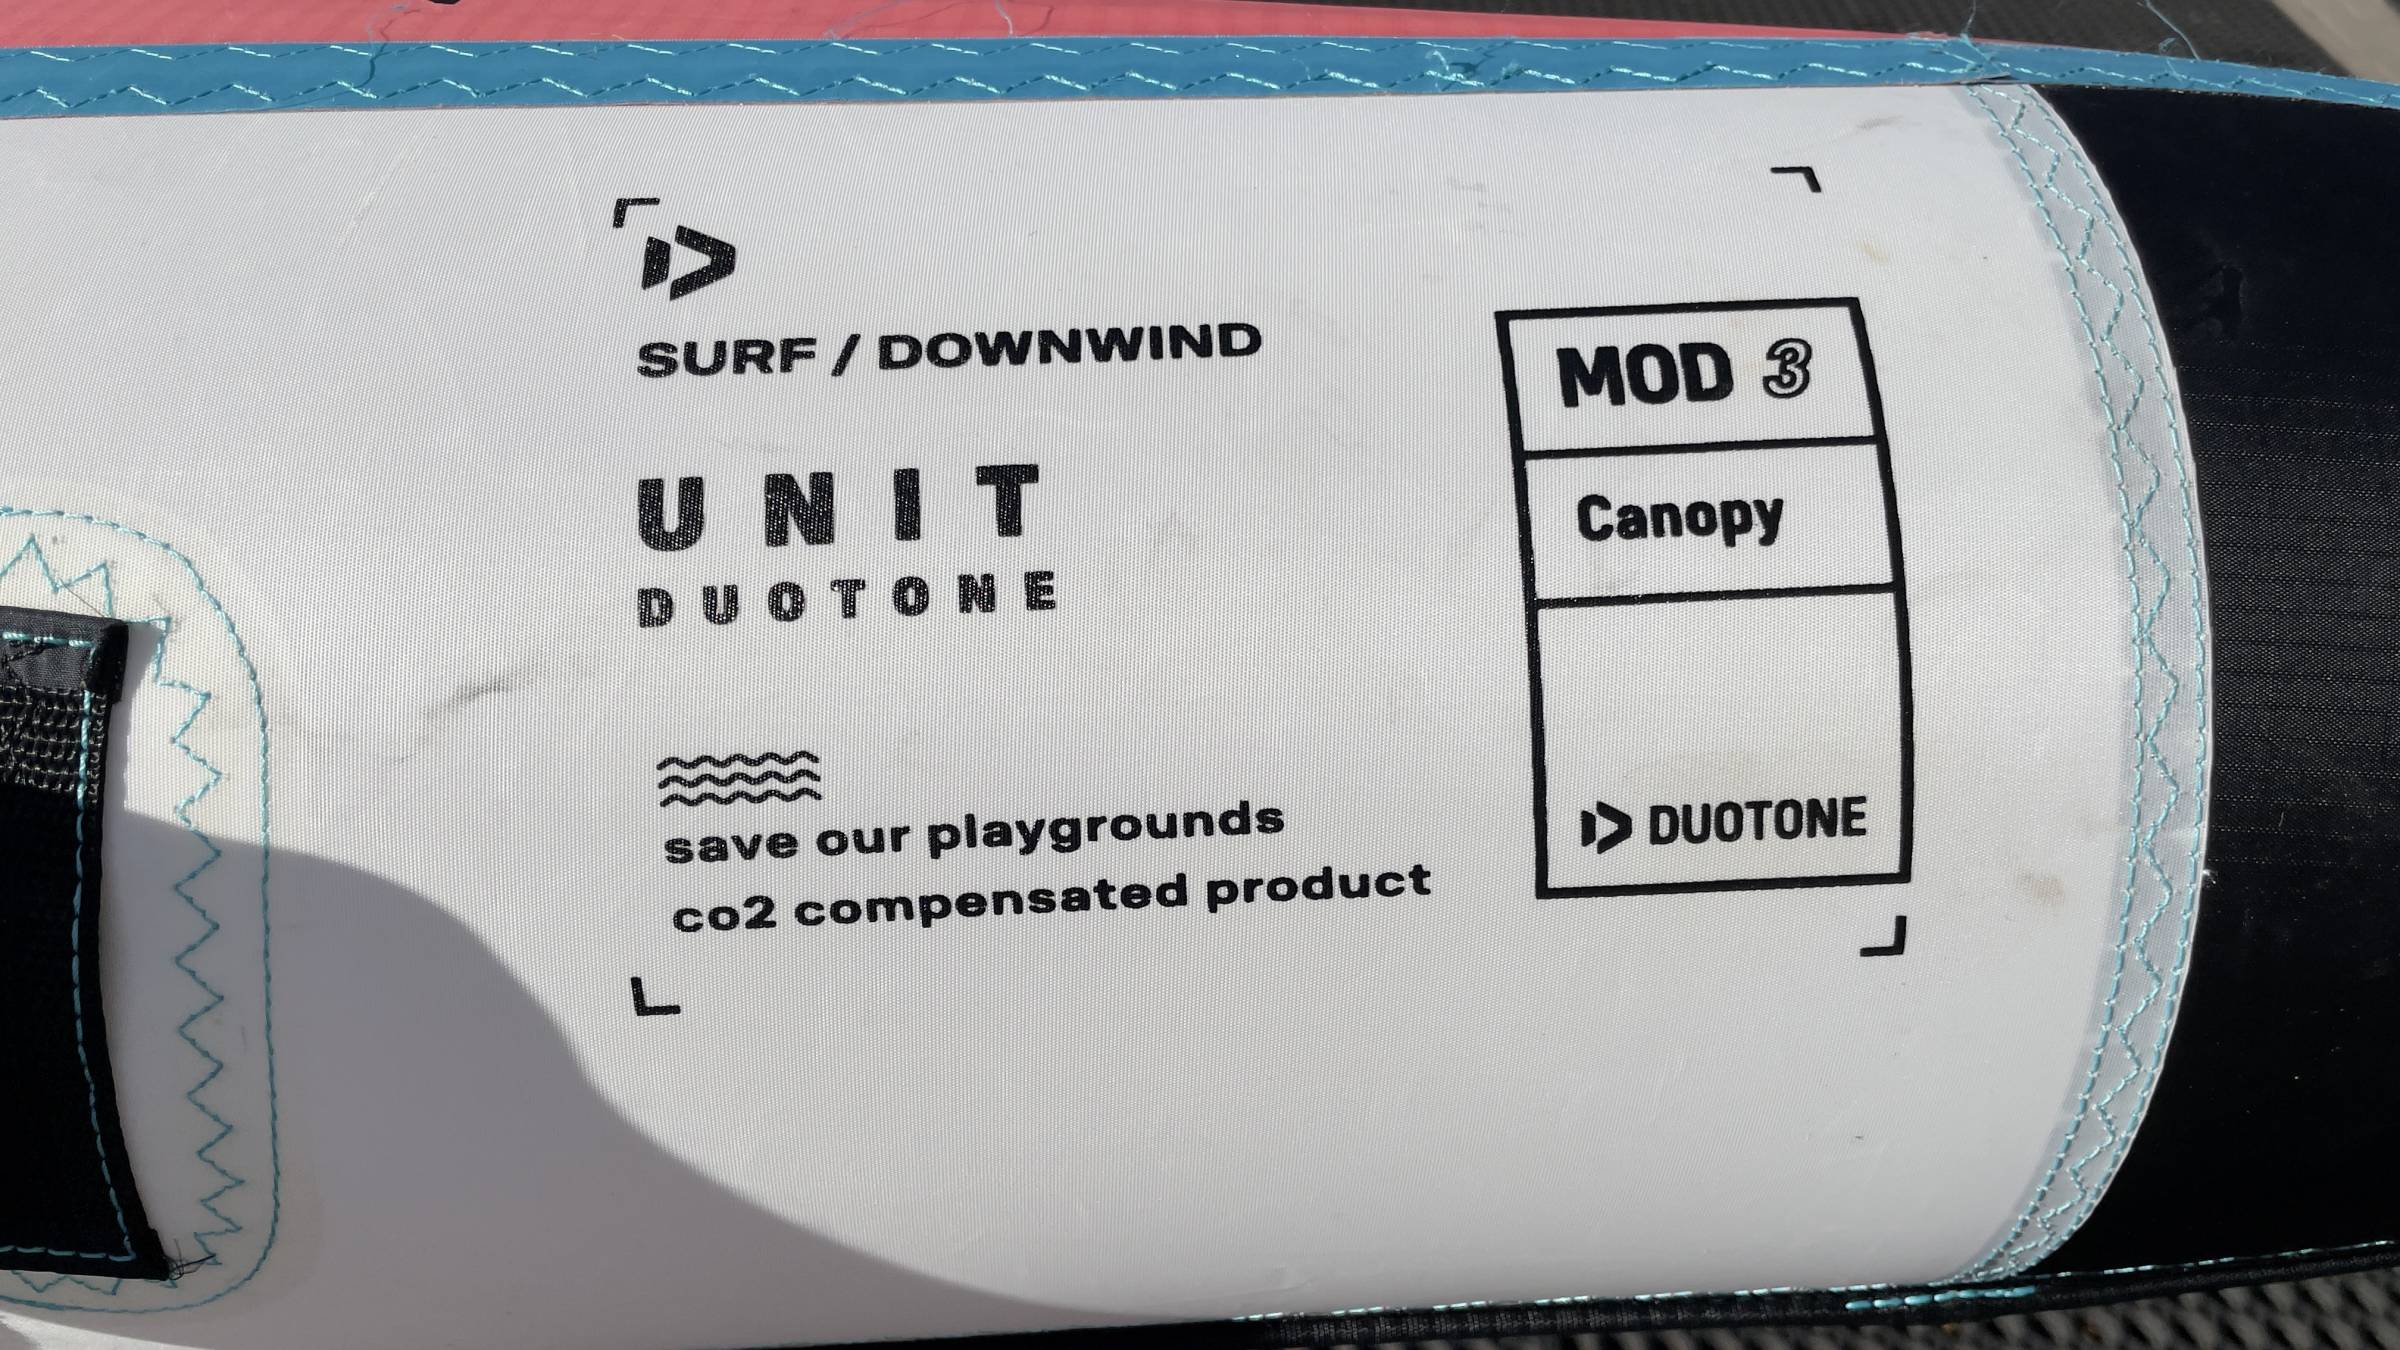 SURF / DOWNWIND
UNIT
DUOTONE
save our playgrounds
co2 compensated product
MOD 3
Canopy
DUOTONE